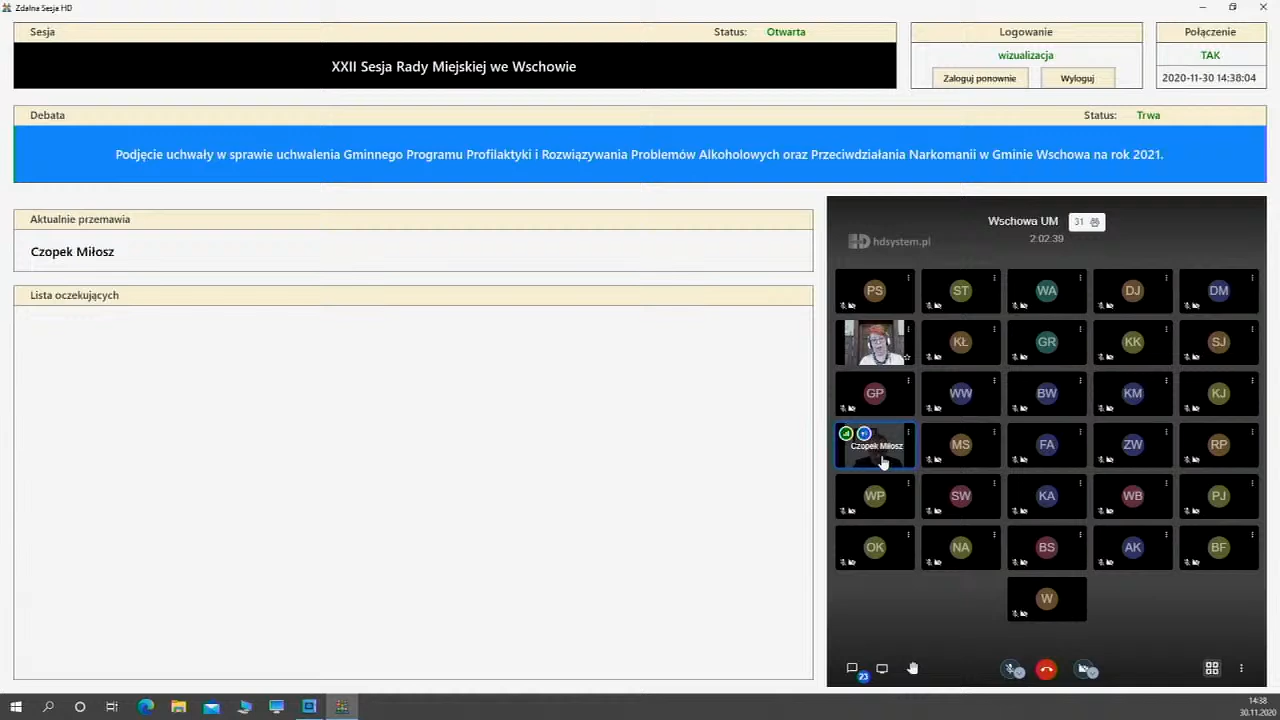 Zdalna Sesja HD
Sesja
Status: Otwarta
XXII Sesja Rady Miejskiej we Wschowie
Logowanie
wizualizacja
Zaloguj ponownie
Wyloguj
Połączenie
TAK
2020-11-30 14:38:04
Debata
Status: Trwa
Podjęcie uchwały w sprawie uchwalenia Gminnego Programu Profilaktyki i Rozwiązywania Problemów Alkoholowych oraz Przeciwdziałania Narkomanii w Gminie Wschowa na rok 2021.
Aktualnie przemawia
Czopek Miłosz
Lista oczekujących
Wschowa UM 31
2:02:39
HD hdsystem.pl
PS ST WA DJ DM
KŁ GR KK SJ
GP WW BW KM KJ
Czopek Miłosz MS FA ZW RP
WP SW KA WB PJ
OK NA BS AK BF
W
23
14:38
30.11.2020